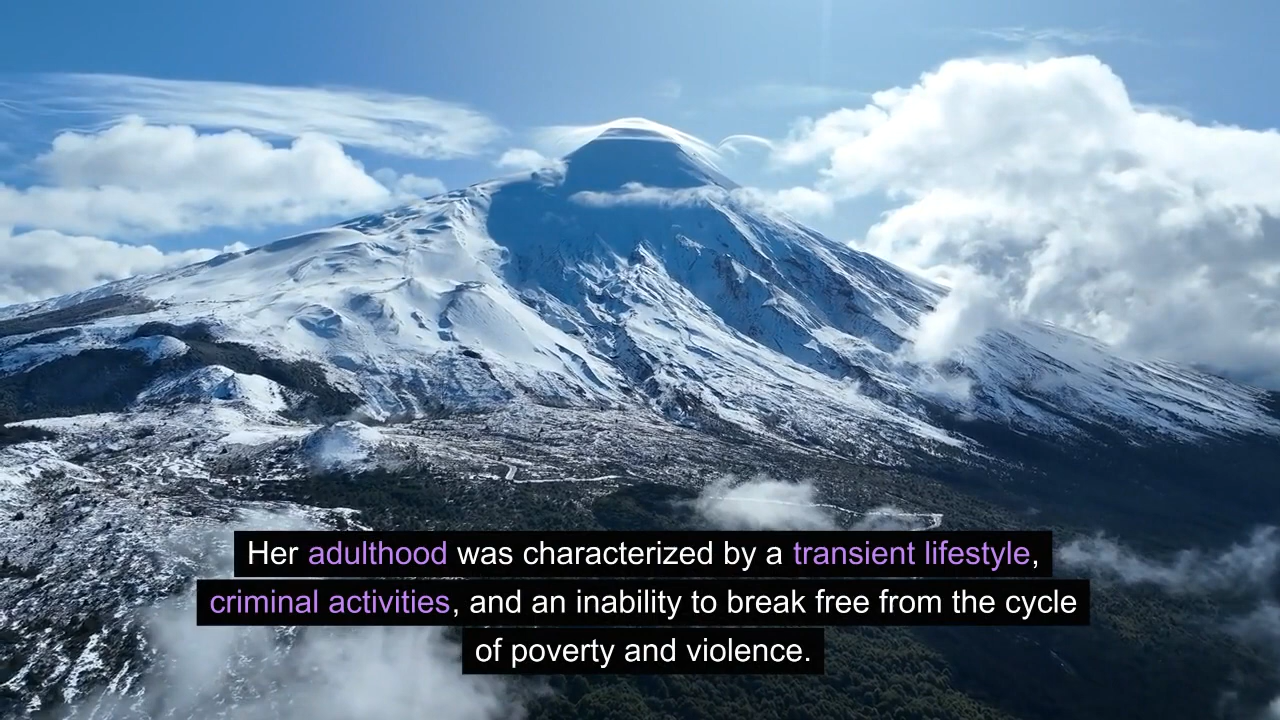 Her adulthood was characterized by a transient lifestyle,
criminal activities, and an inability to break free from the cycle
of poverty and violence.